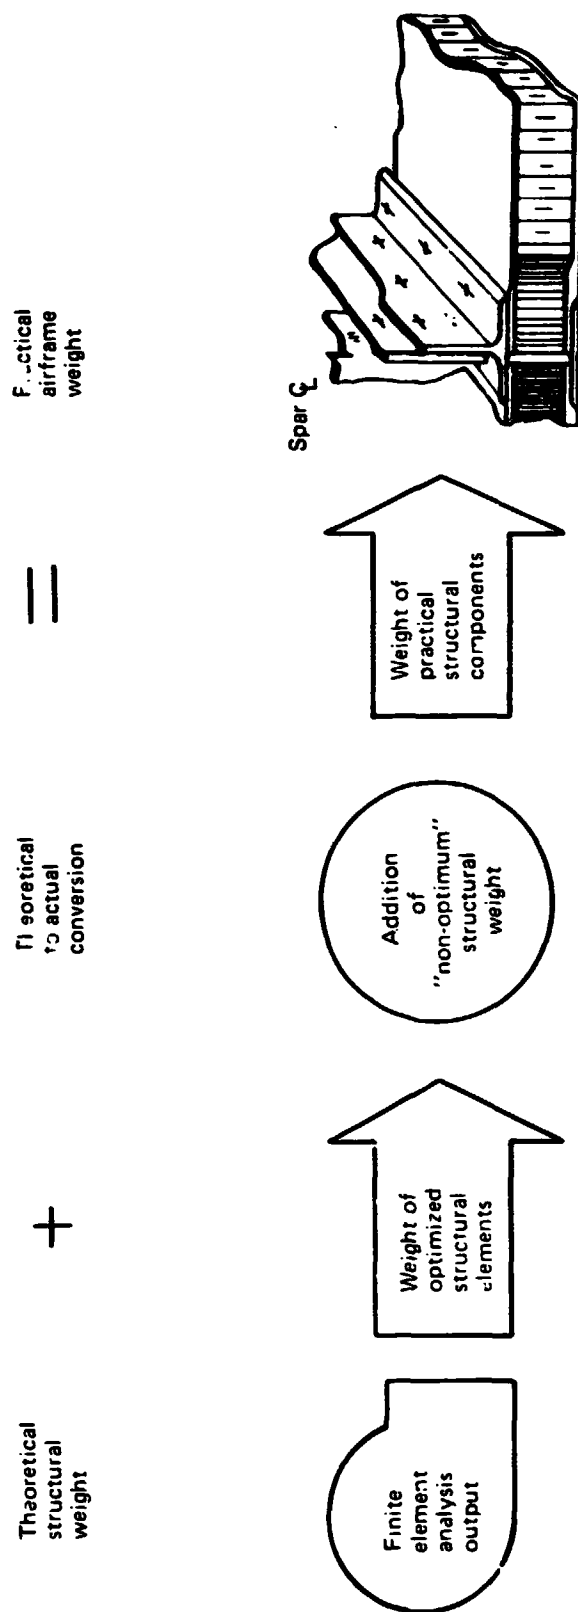 Theoretical
structural
weight
+
Theoretical
to actual
conversion
=
airframe
weight
Finite
element
analysis
output
Weight of
optimized
structural
elements
Addition
of
"non-optimum"
structural
weight
Weight of
practical
structural
components
Spar ℄